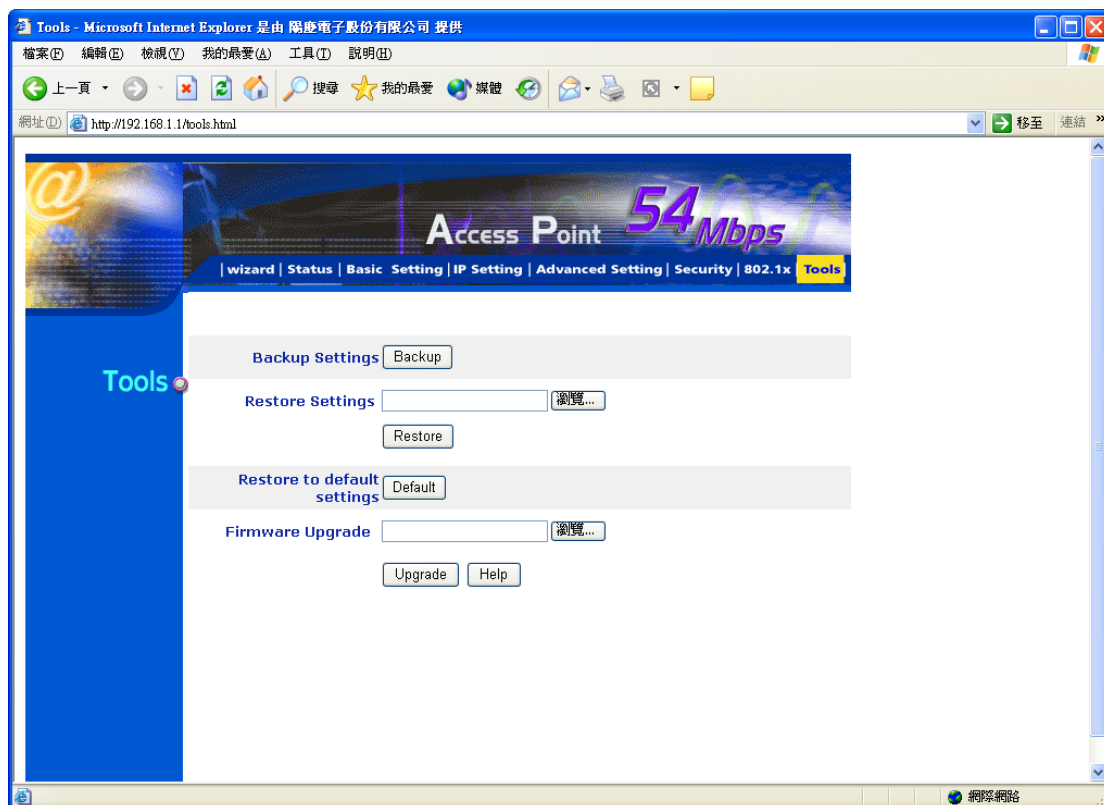 Tools - Microsoft Internet Explorer 是由 陽慶電子股份有限公司 提供
檔案(F) 編輯(E) 檢視(V) 我的最愛(A) 工具(T) 說明(H)
上一頁 搜尋 我的最愛 媒體
網址(D) http://192.168.1.1/tools.html 移至 連結 »
@
Access Point 54Mbps
|wizard | Status | Basic Setting | IP Setting | Advanced Setting | Security | 802.1x | Tools
Tools
Backup Settings Backup
Restore Settings 瀏覽...
Restore
Restore to default
settings Default
Firmware Upgrade 瀏覽...
Upgrade Help
網際網路